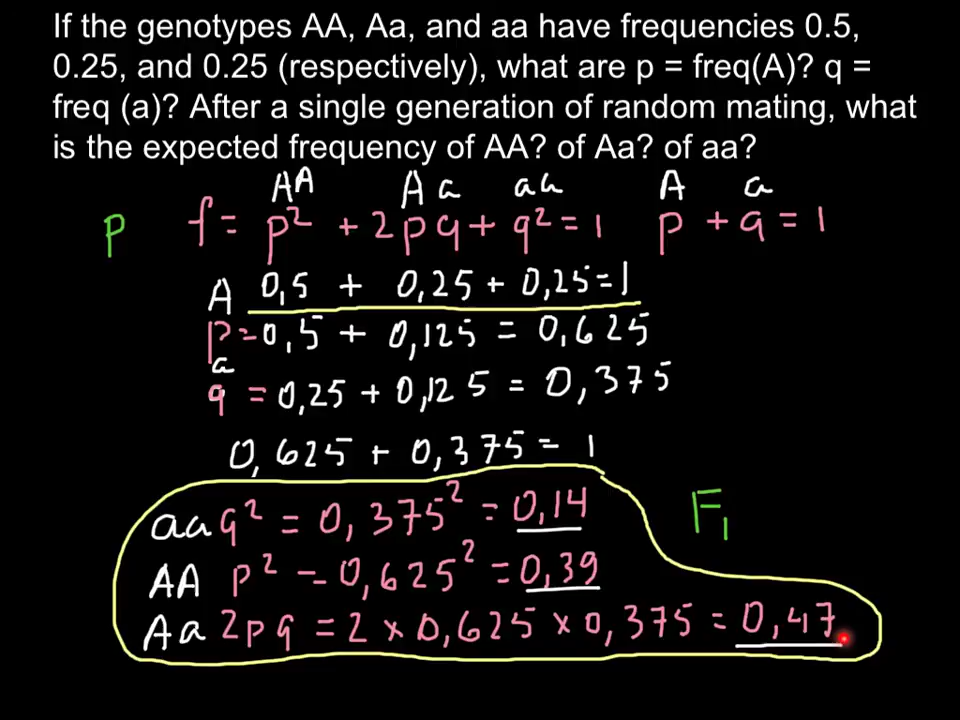 If the genotypes AA, Aa, and aa have frequencies 0.5,
0.25, and 0.25 (respectively), what are p = freq(A)? q =
freq (a)? After a single generation of random mating, what
is the expected frequency of AA? of Aa? of aa?
AA Aa aa A a
p f= p² + 2pq + q² = 1 p + q = 1
A 0,5 + 0,25 + 0,25 = 1
p = 0,5 + 0,125 = 0,625
a
q = 0,25 + 0,125 = 0,375
0,625 + 0,375 = 1
aa q² = 0,375² = 0,14 F₁
AA p² = 0,625² = 0,39
Aa 2pq = 2 x 0,625 x 0,375 = 0,47